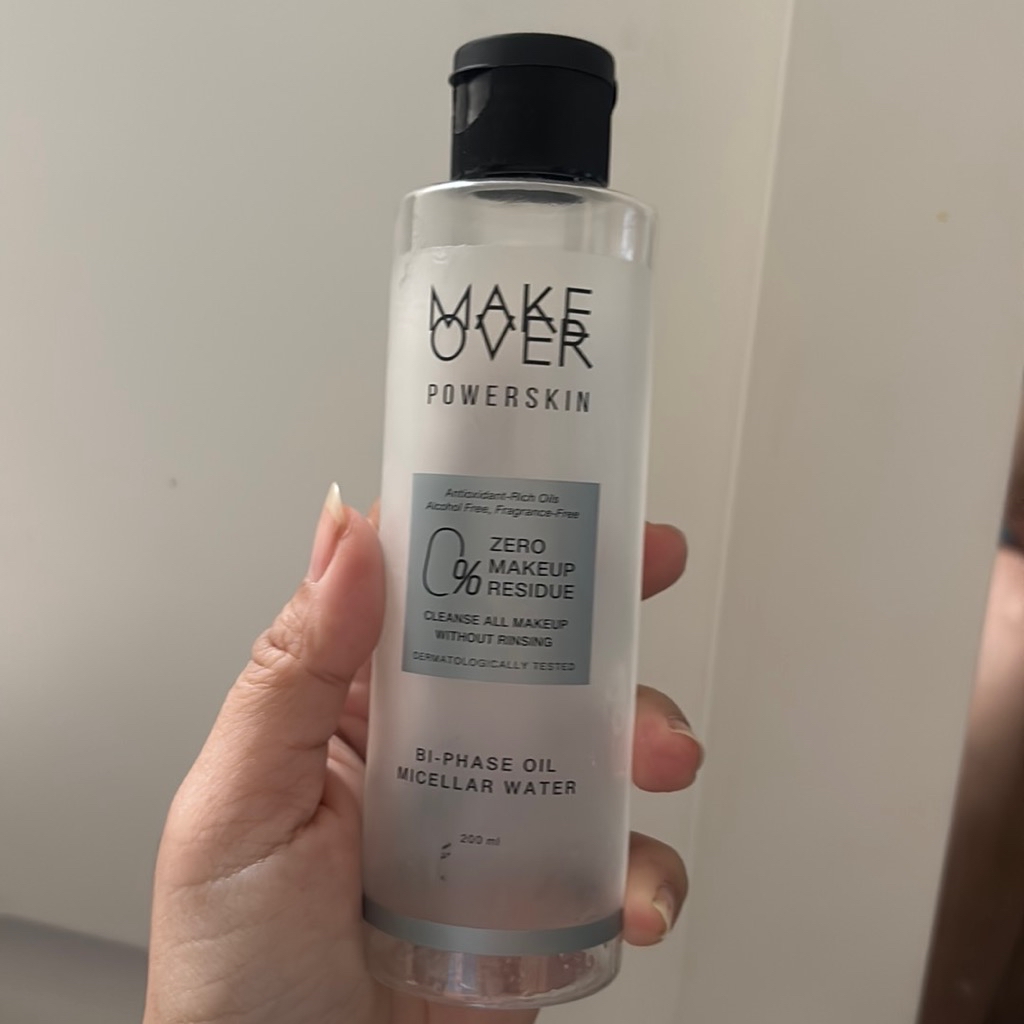 MAKE
OVER
POWERSKIN
Antioxidant-Rich Oils
Alcohol Free, Fragrance-Free
0% ZERO
MAKEUP
RESIDUE
CLEANSE ALL MAKEUP
WITHOUT RINSING
DERMATOLOGICALLY TESTED
BI-PHASE OIL
MICELLAR WATER
200 ml